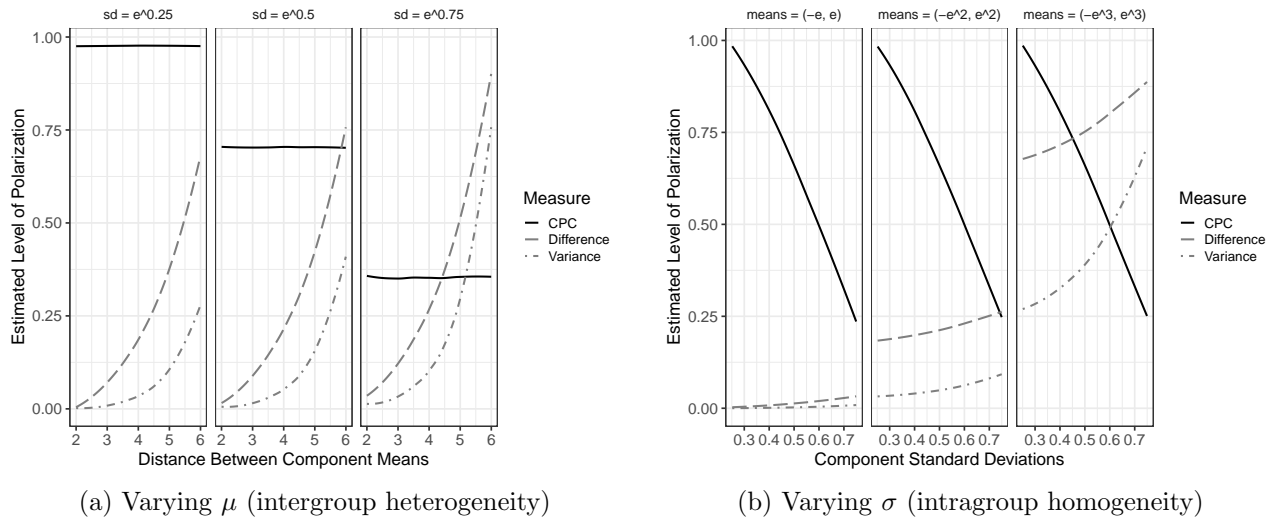 sd = e^0.25 sd = e^0.5 sd = e^0.75
1.00
0.75
0.50
0.25
0.00
Estimated Level of Polarization
2 3 4 5 6 2 3 4 5 6 2 3 4 5 6
Distance Between Component Means
Measure
CPC
Difference
Variance
(a) Varying μ (intergroup heterogeneity)
means = (−e, e) means = (−e^2, e^2) means = (−e^3, e^3)
1.00
0.75
0.50
0.25
0.00
Estimated Level of Polarization
0.3 0.4 0.5 0.6 0.7 0.3 0.4 0.5 0.6 0.7 0.3 0.4 0.5 0.6 0.7
Component Standard Deviations
Measure
CPC
Difference
Variance
(b) Varying σ (intragroup homogeneity)